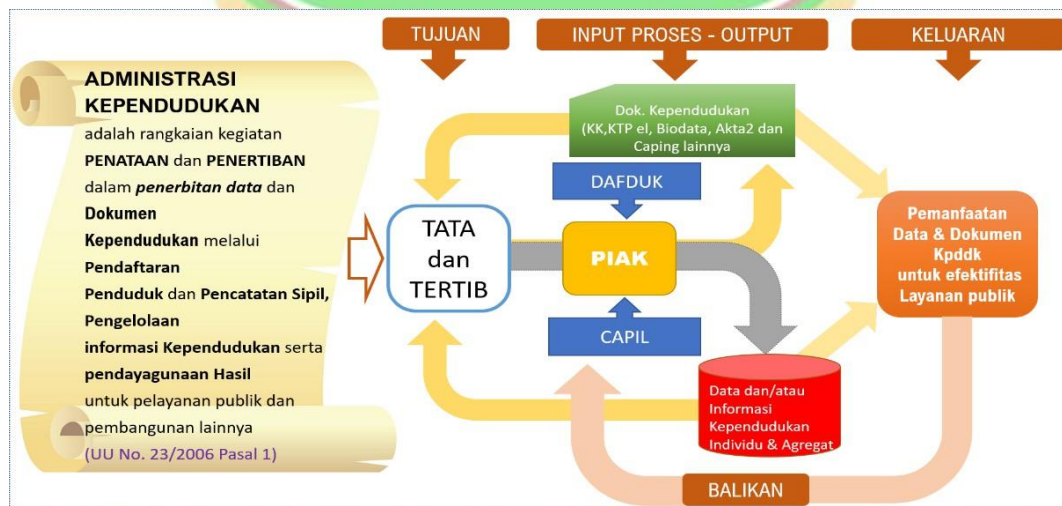 TUJUAN
INPUT PROSES - OUTPUT
KELUARAN
ADMINISTRASI
KEPENDUDUKAN
adalah rangkaian kegiatan
PENATAAN dan PENERTIBAN
dalam penerbitan data dan
Dokumen
Kependudukan melalui
Pendaftaran
Penduduk dan Pencatatan Sipil,
Pengelolaan
informasi Kependudukan serta
pendayagunaan Hasil
untuk pelayanan publik dan
pembangunan lainnya
(UU No. 23/2006 Pasal 1)
TATA
dan
TERTIB
Dok. Kependudukan
(KK,KTP el, Biodata, Akta2 dan
Caping lainnya
DAFDUK
PIAK
CAPIL
Data dan/atau
Informasi
Kependudukan
Individu & Agregat
Pemanfaatan
Data & Dokumen
Kpddk
untuk efektifitas
Layanan publik
BALIKAN